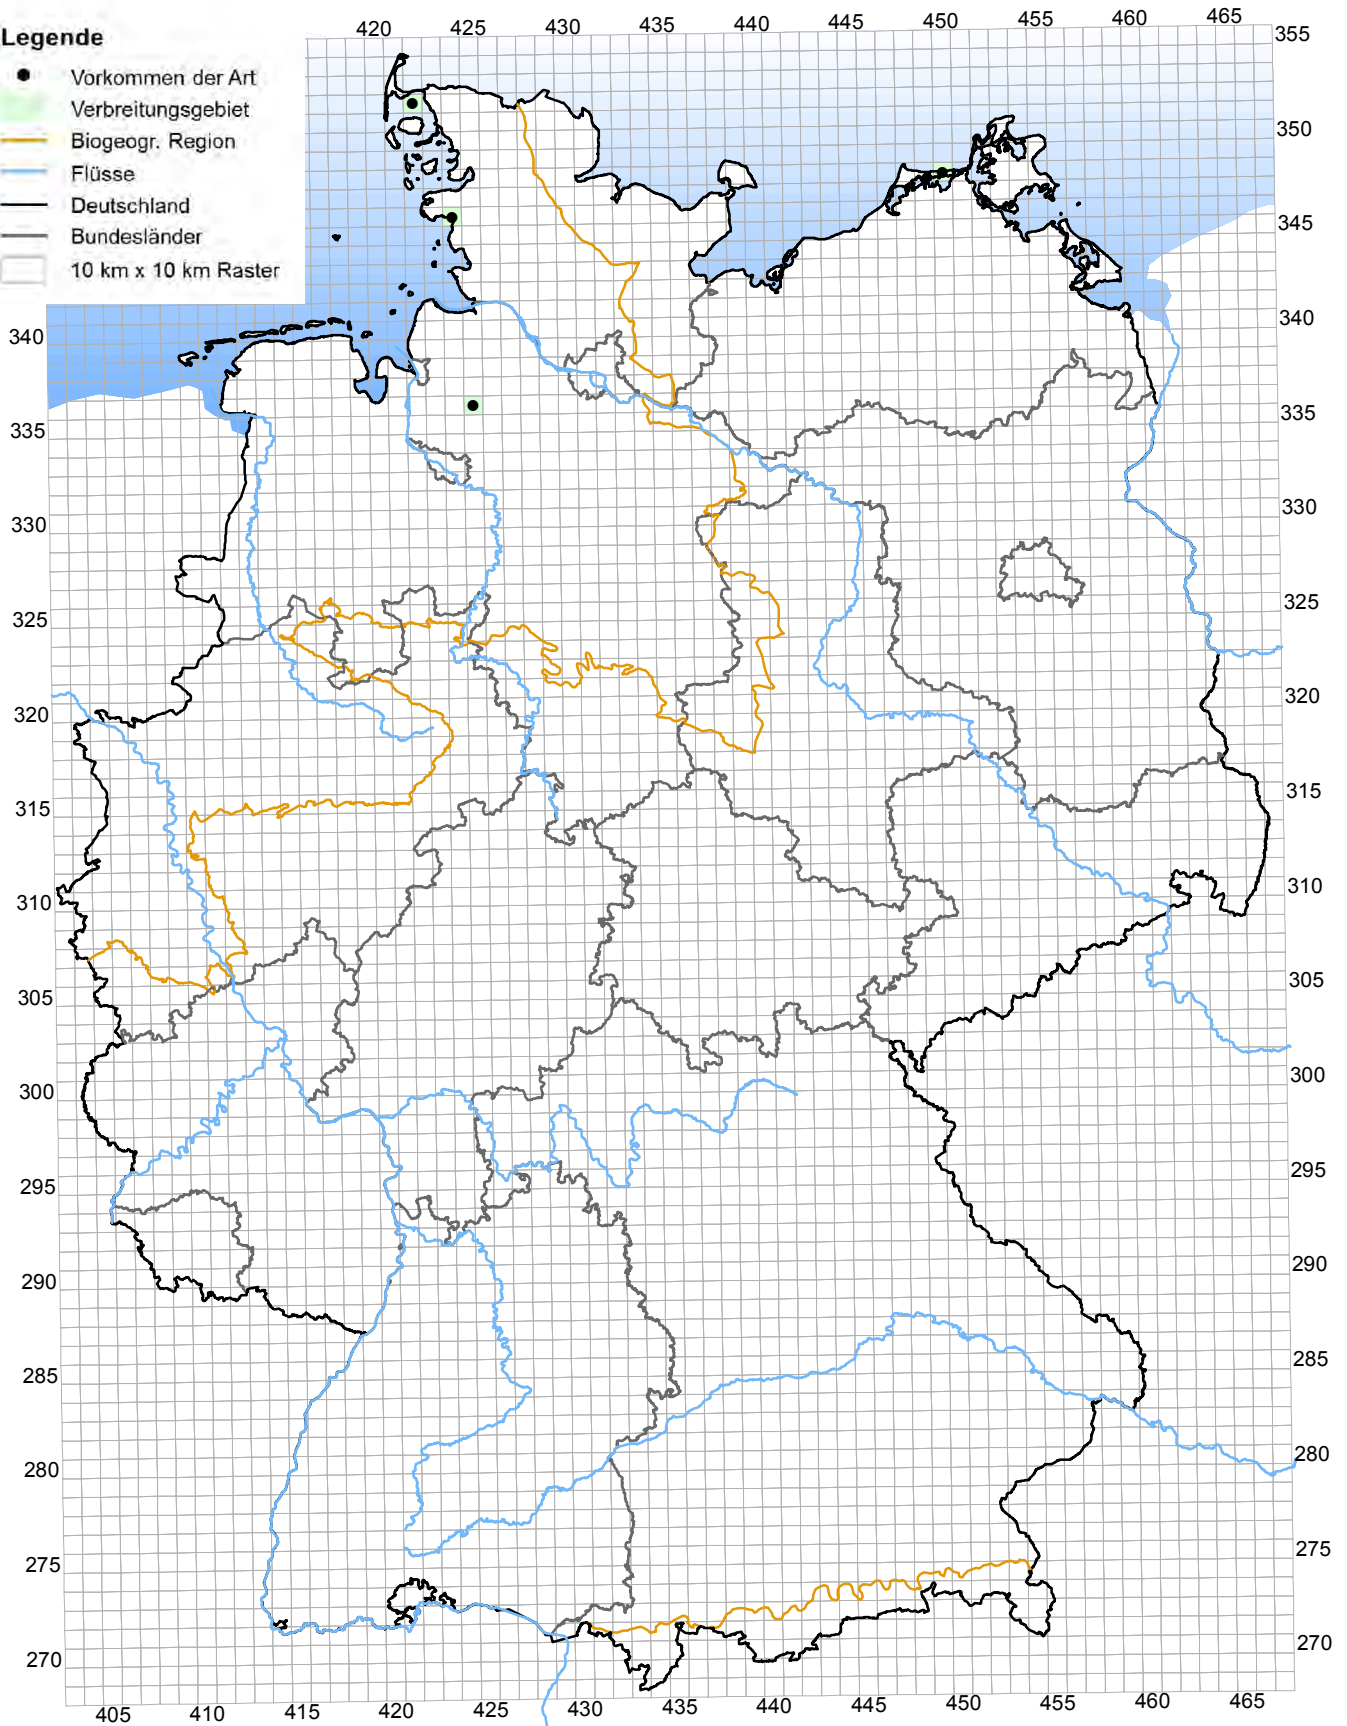 420 425 430 435 440 445 450 455 460 465
Legende
Vorkommen der Art
Verbreitungsgebiet
Biogeogr. Region
Flüsse
Deutschland
Bundesländer
10 km x 10 km Raster
355
350
345
340 340
335 335
330 330
325 325
320 320
315 315
310 310
305 305
300 300
295 295
290 290
285 285
280 280
275 275
270 270
405 410 415 420 425 430 435 440 445 450 455 460 465